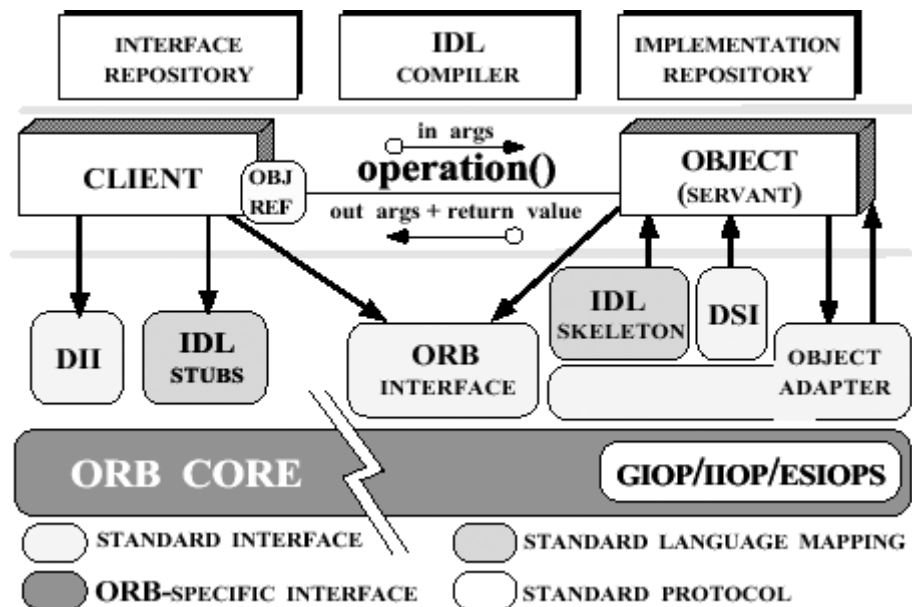 INTERFACE
REPOSITORY
IDL
COMPILER
IMPLEMENTATION
REPOSITORY
CLIENT
OBJ
REF
in args
operation()
out args + return value
OBJECT
(SERVANT)
DII
IDL
STUBS
ORB
INTERFACE
IDL
SKELETON
DSI
OBJECT
ADAPTER
ORB CORE
GIOP/IIOP/ESIOPS
STANDARD INTERFACE
STANDARD LANGUAGE MAPPING
ORB-SPECIFIC INTERFACE
STANDARD PROTOCOL